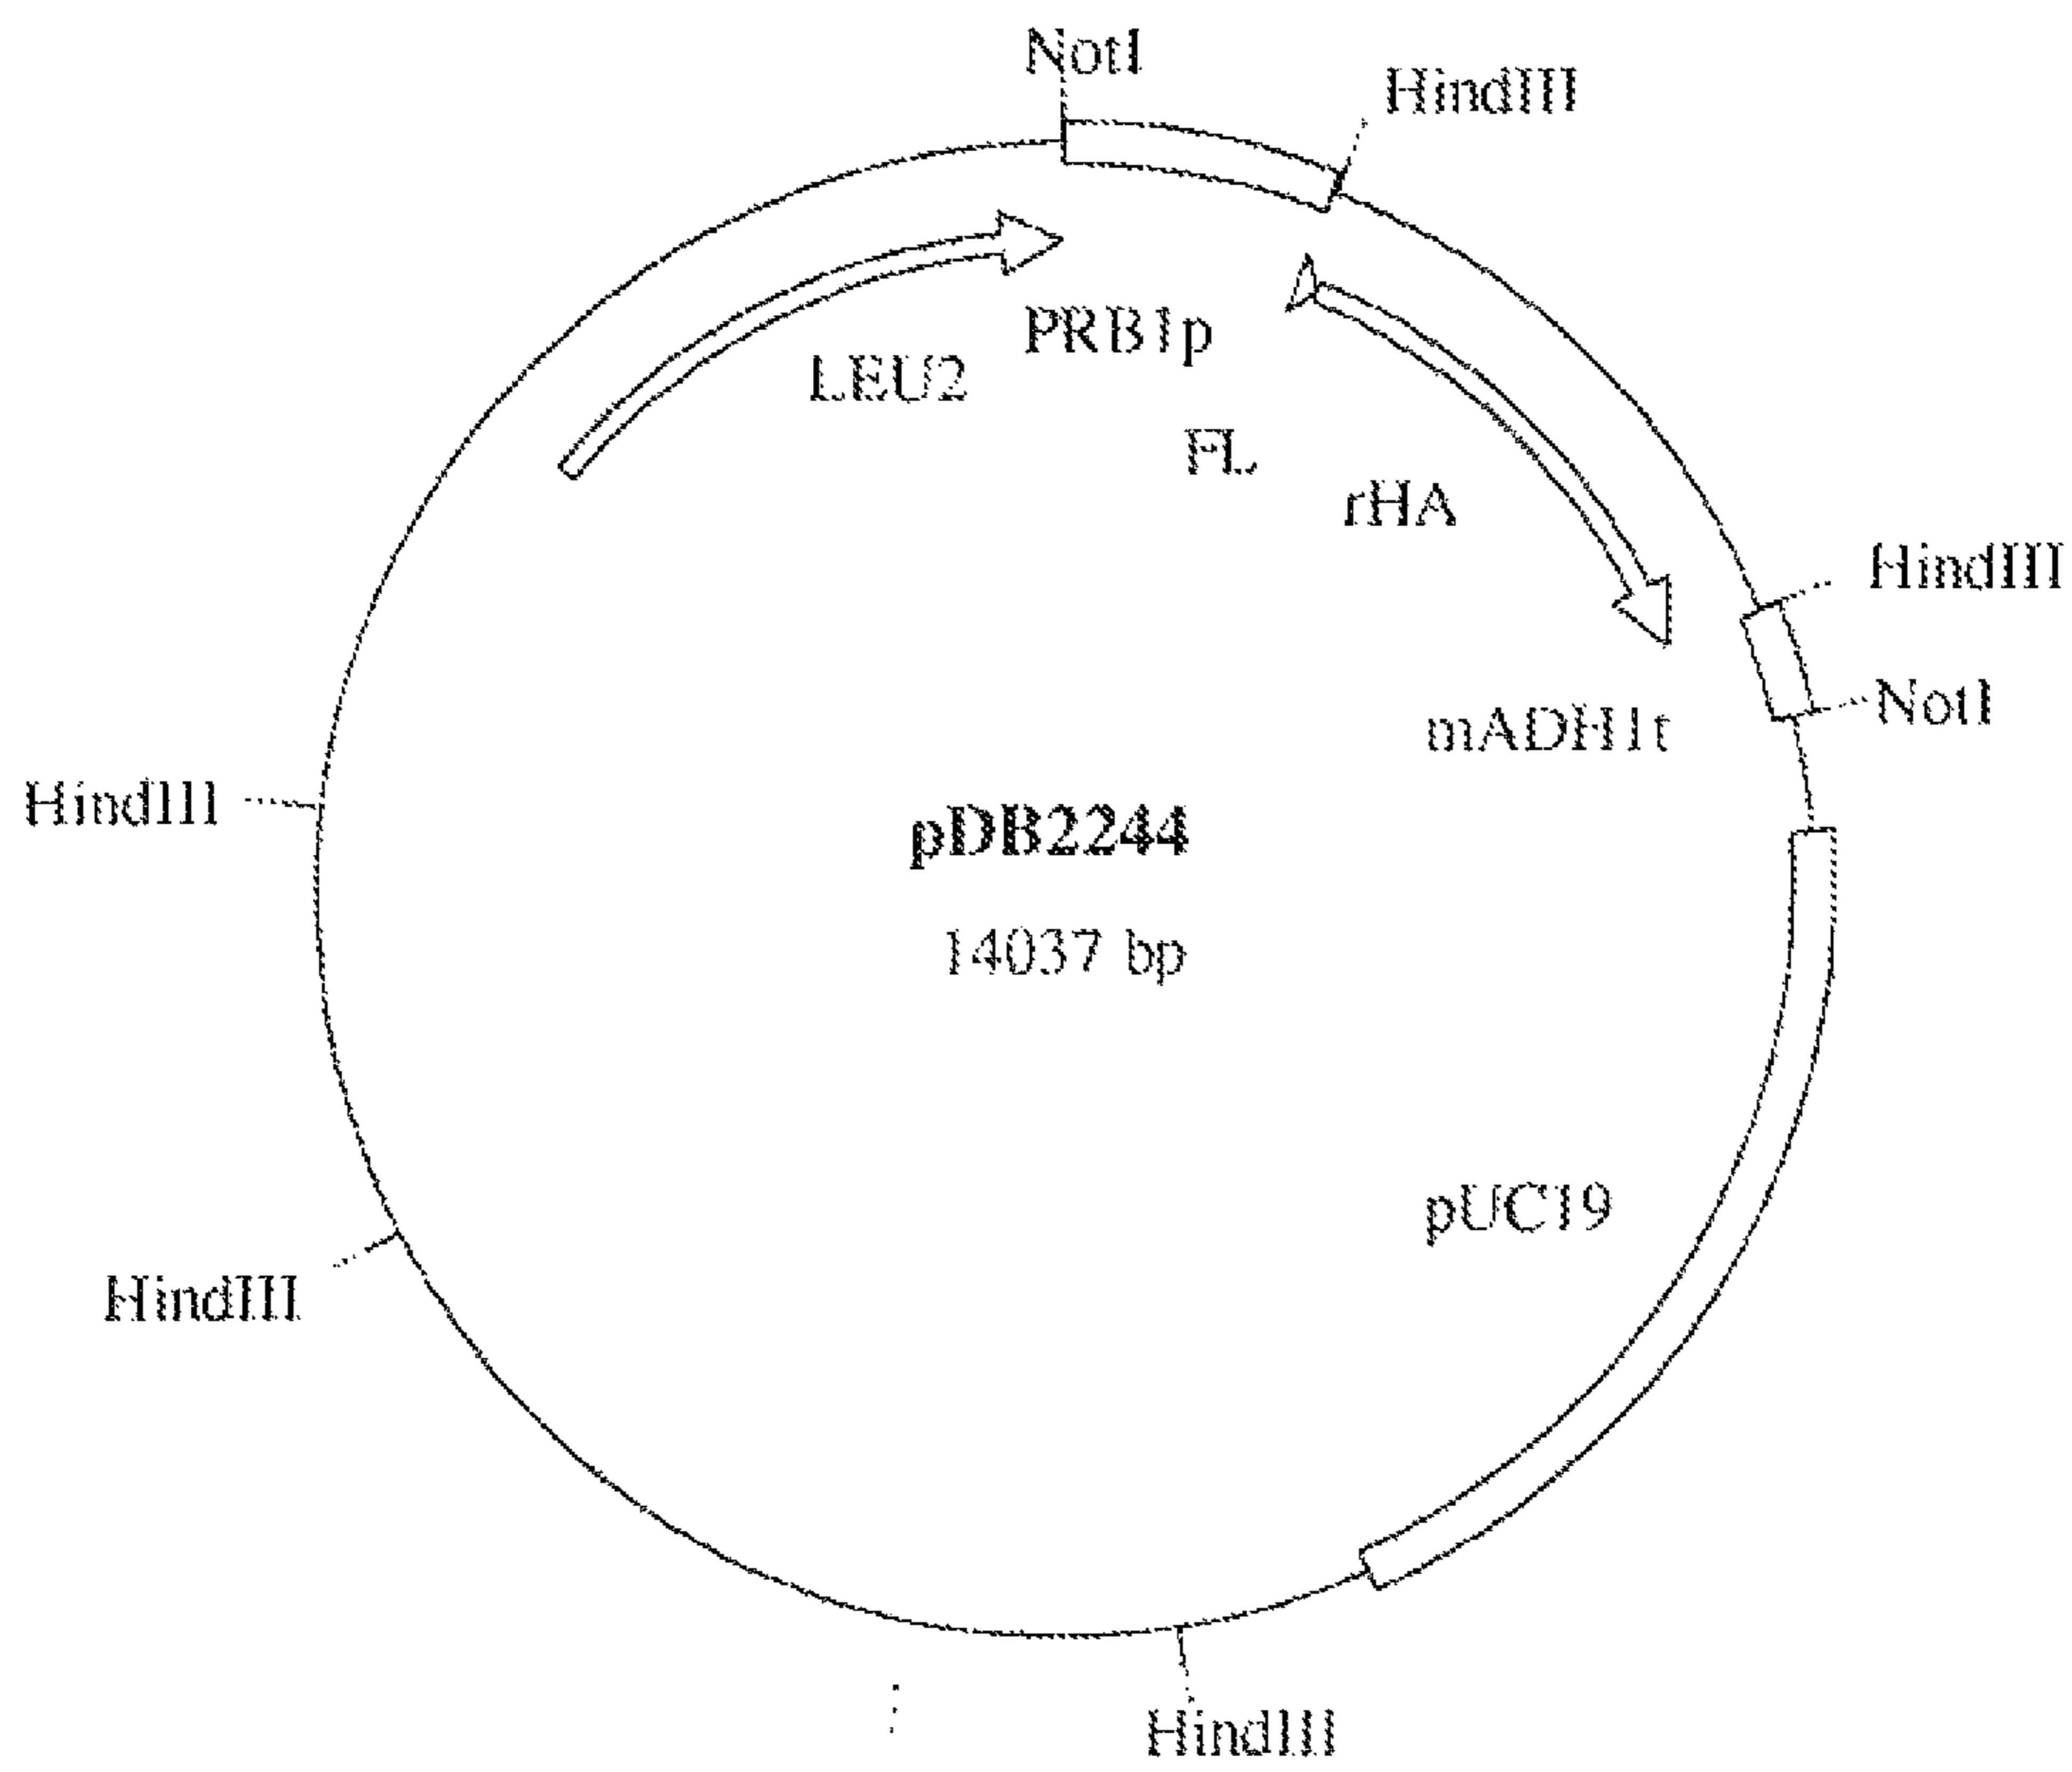 NotI
HindIII
PRB1p
LEU2
FL
rHA
HindIII
NotI
mADH1t
HindIII
pDB2244
14037 bp
pUC19
HindIII
HindIII